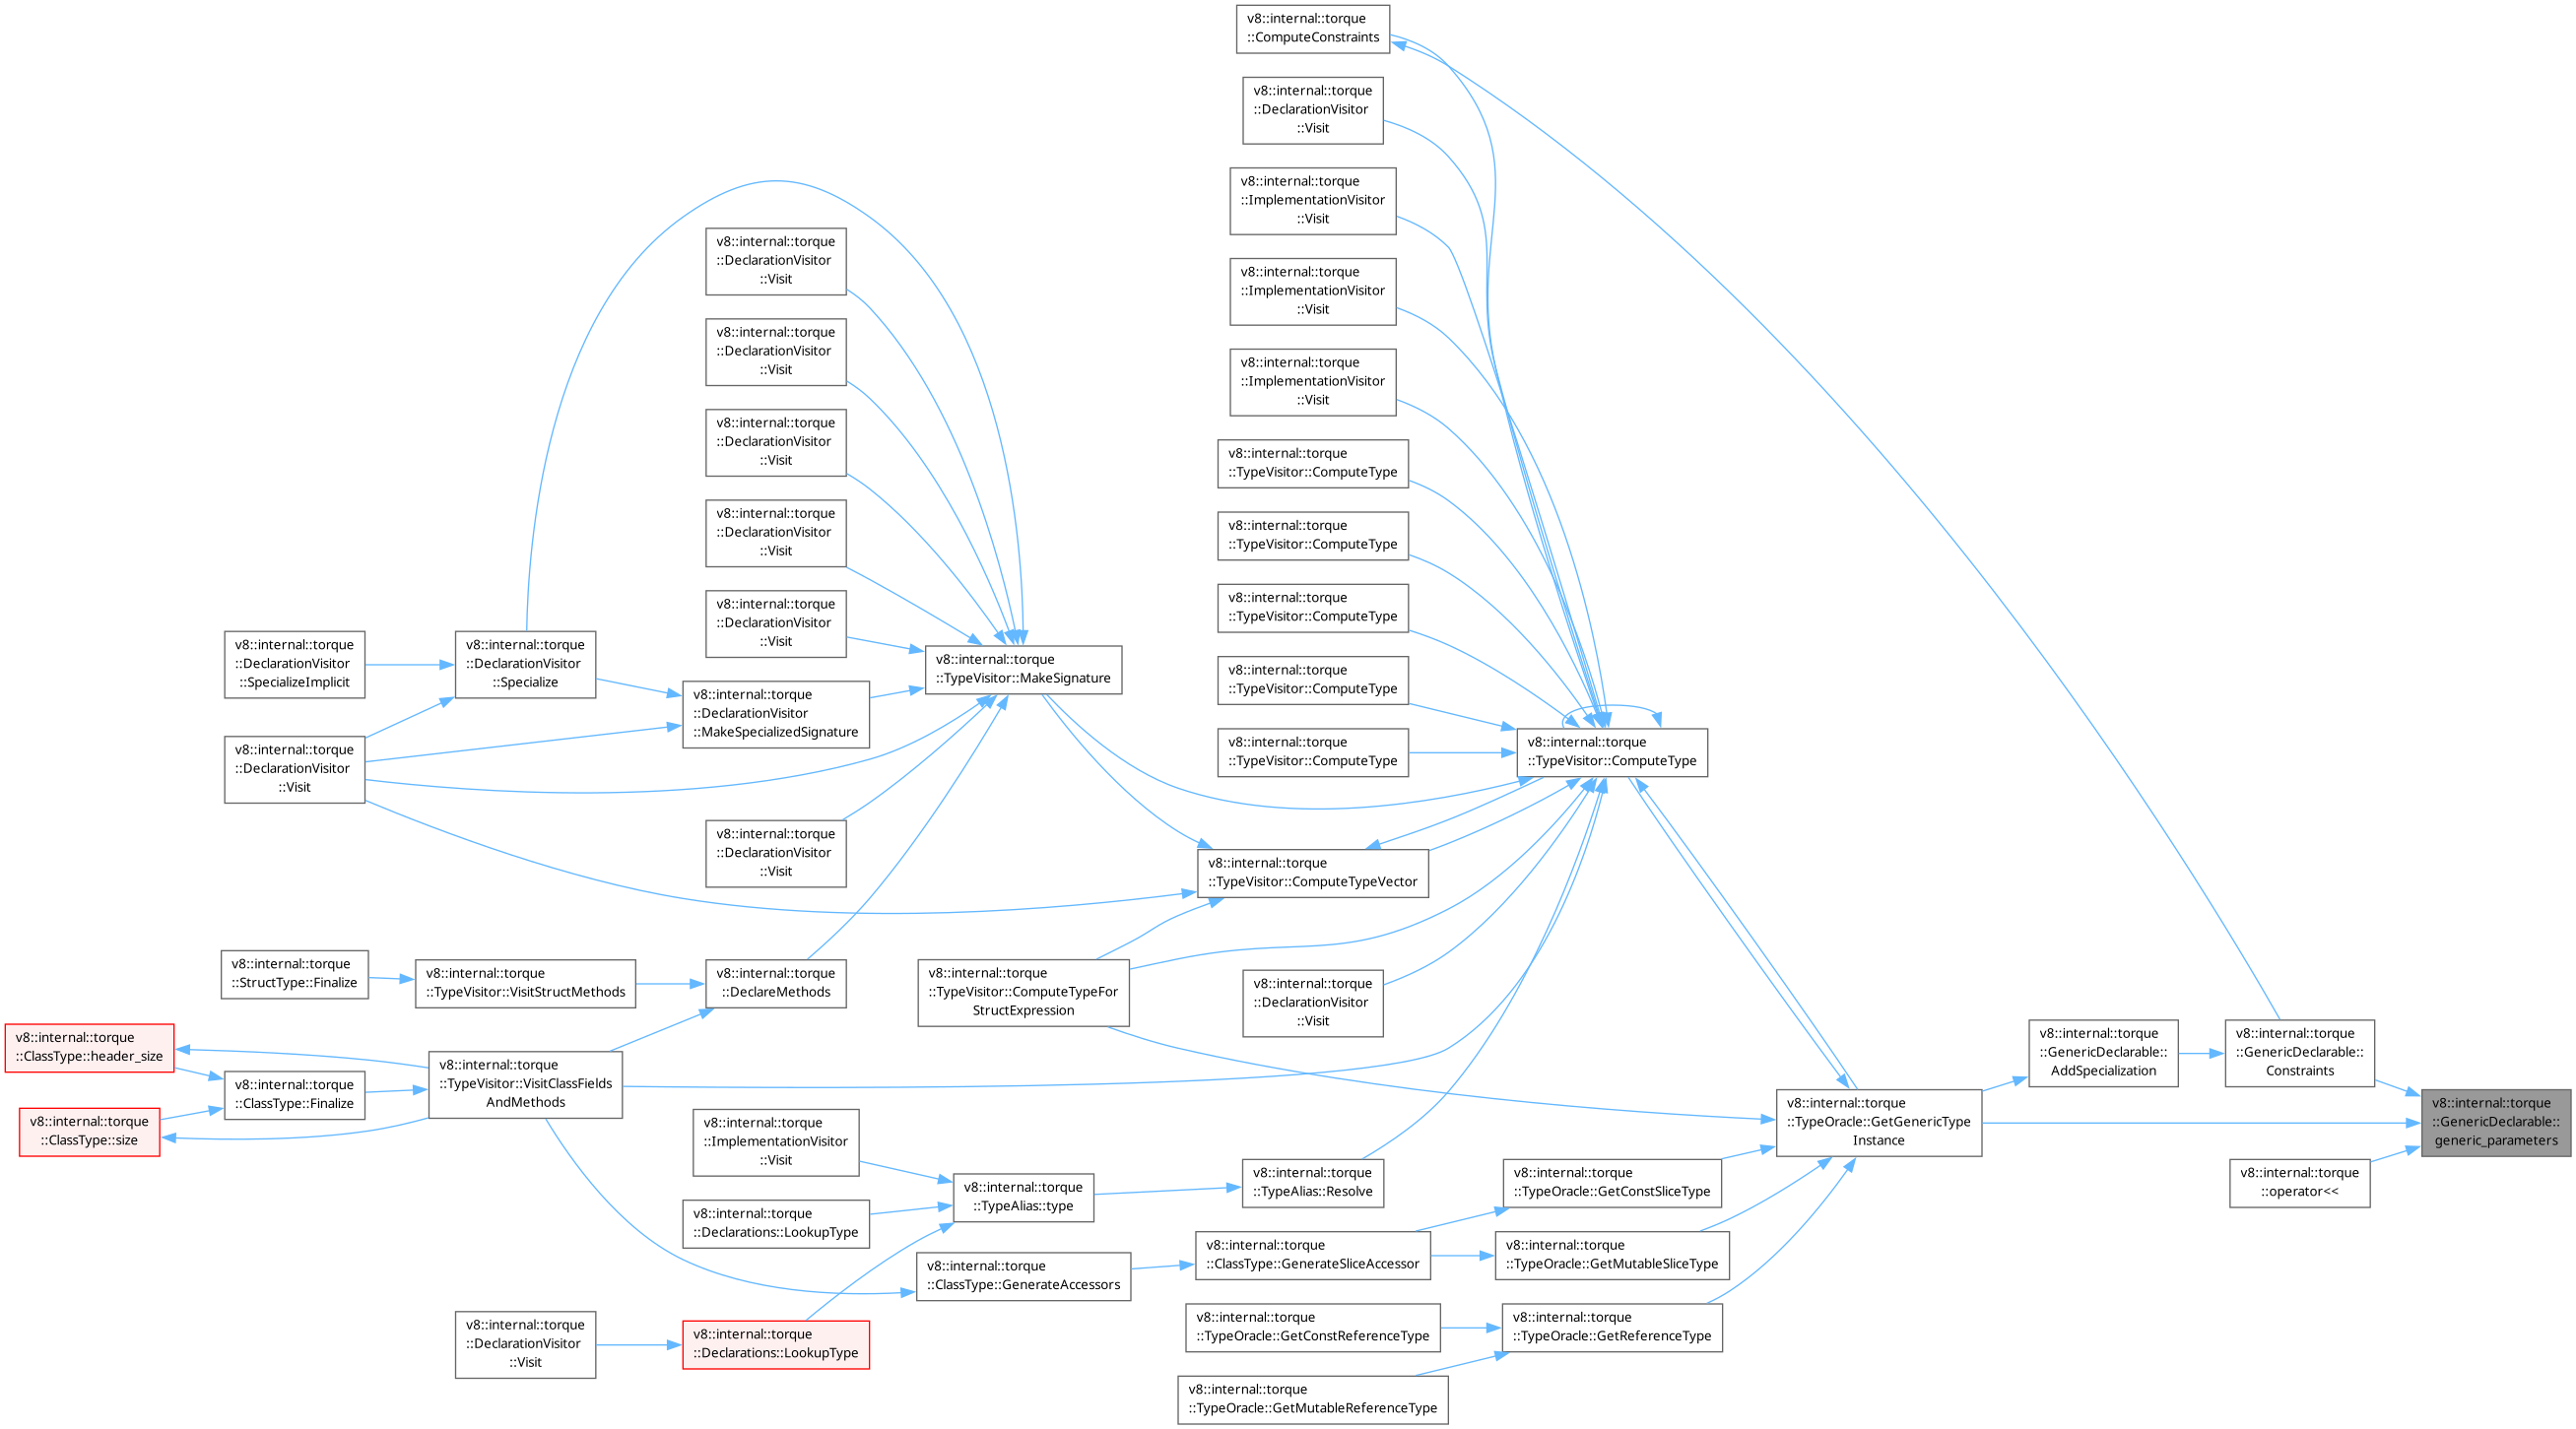 v8::internal::torque
::ComputeConstraints
v8::internal::torque
::DeclarationVisitor
::Visit
v8::internal::torque
::ImplementationVisitor
::Visit
v8::internal::torque
::ImplementationVisitor
::Visit
v8::internal::torque
::ImplementationVisitor
::Visit
v8::internal::torque
::TypeVisitor::ComputeType
v8::internal::torque
::TypeVisitor::ComputeType
v8::internal::torque
::TypeVisitor::ComputeType
v8::internal::torque
::TypeVisitor::ComputeType
v8::internal::torque
::TypeVisitor::ComputeType
v8::internal::torque
::DeclarationVisitor
::Visit
v8::internal::torque
::DeclarationVisitor
::Visit
v8::internal::torque
::DeclarationVisitor
::Visit
v8::internal::torque
::DeclarationVisitor
::Visit
v8::internal::torque
::DeclarationVisitor
::Visit
v8::internal::torque
::DeclarationVisitor
::SpecializeImplicit
v8::internal::torque
::DeclarationVisitor
::Specialize
v8::internal::torque
::DeclarationVisitor
::MakeSpecializedSignature
v8::internal::torque
::TypeVisitor::MakeSignature
v8::internal::torque
::DeclarationVisitor
::Visit
v8::internal::torque
::DeclarationVisitor
::Visit
v8::internal::torque
::TypeVisitor::ComputeType
v8::internal::torque
::TypeVisitor::ComputeTypeVector
v8::internal::torque
::StructType::Finalize
v8::internal::torque
::TypeVisitor::VisitStructMethods
v8::internal::torque
::DeclareMethods
v8::internal::torque
::TypeVisitor::ComputeTypeFor
StructExpression
v8::internal::torque
::DeclarationVisitor
::Visit
v8::internal::torque
::ClassType::header_size
v8::internal::torque
::ClassType::Finalize
v8::internal::torque
::ClassType::size
v8::internal::torque
::TypeVisitor::VisitClassFields
AndMethods
v8::internal::torque
::ImplementationVisitor
::Visit
v8::internal::torque
::Declarations::LookupType
v8::internal::torque
::TypeAlias::type
v8::internal::torque
::TypeAlias::Resolve
v8::internal::torque
::ClassType::GenerateAccessors
v8::internal::torque
::ClassType::GenerateSliceAccessor
v8::internal::torque
::TypeOracle::GetConstSliceType
v8::internal::torque
::TypeOracle::GetMutableSliceType
v8::internal::torque
::TypeOracle::GetReferenceType
v8::internal::torque
::TypeOracle::GetConstReferenceType
v8::internal::torque
::TypeOracle::GetMutableReferenceType
v8::internal::torque
::DeclarationVisitor
::Visit
v8::internal::torque
::Declarations::LookupType
v8::internal::torque
::TypeOracle::GetGenericType
Instance
v8::internal::torque
::GenericDeclarable::
AddSpecialization
v8::internal::torque
::GenericDeclarable::
Constraints
v8::internal::torque
::operator<<
v8::internal::torque
::GenericDeclarable::
generic_parameters